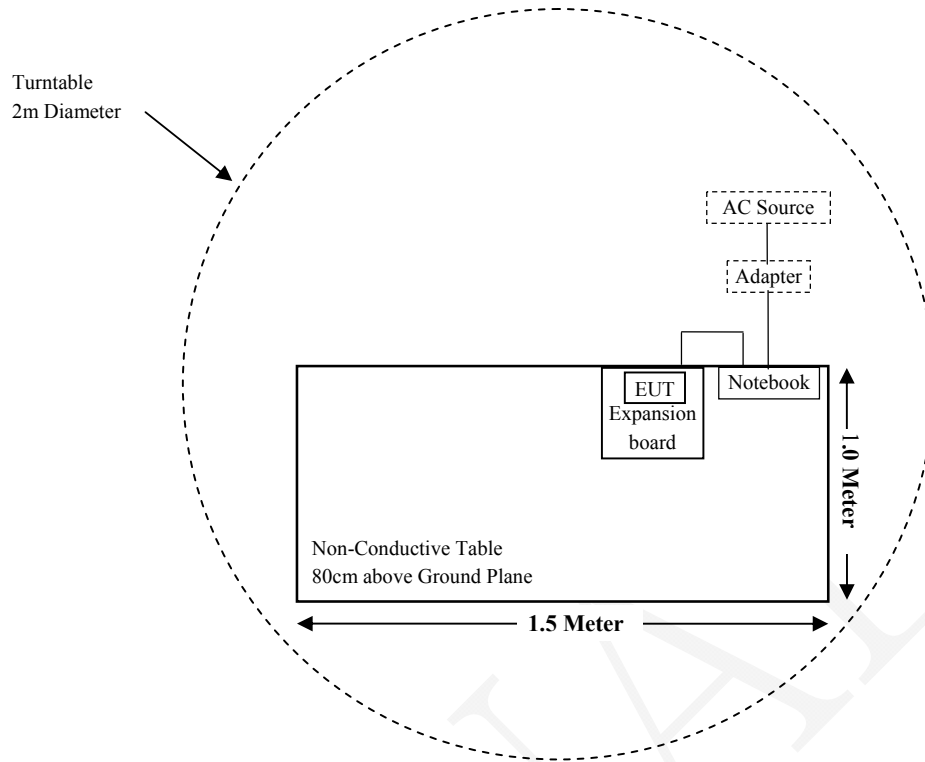 Turntable
2m Diameter
AC Source
Adapter
EUT
Expansion
board
Notebook
1.0 Meter
Non-Conductive Table
80cm above Ground Plane
1.5 Meter